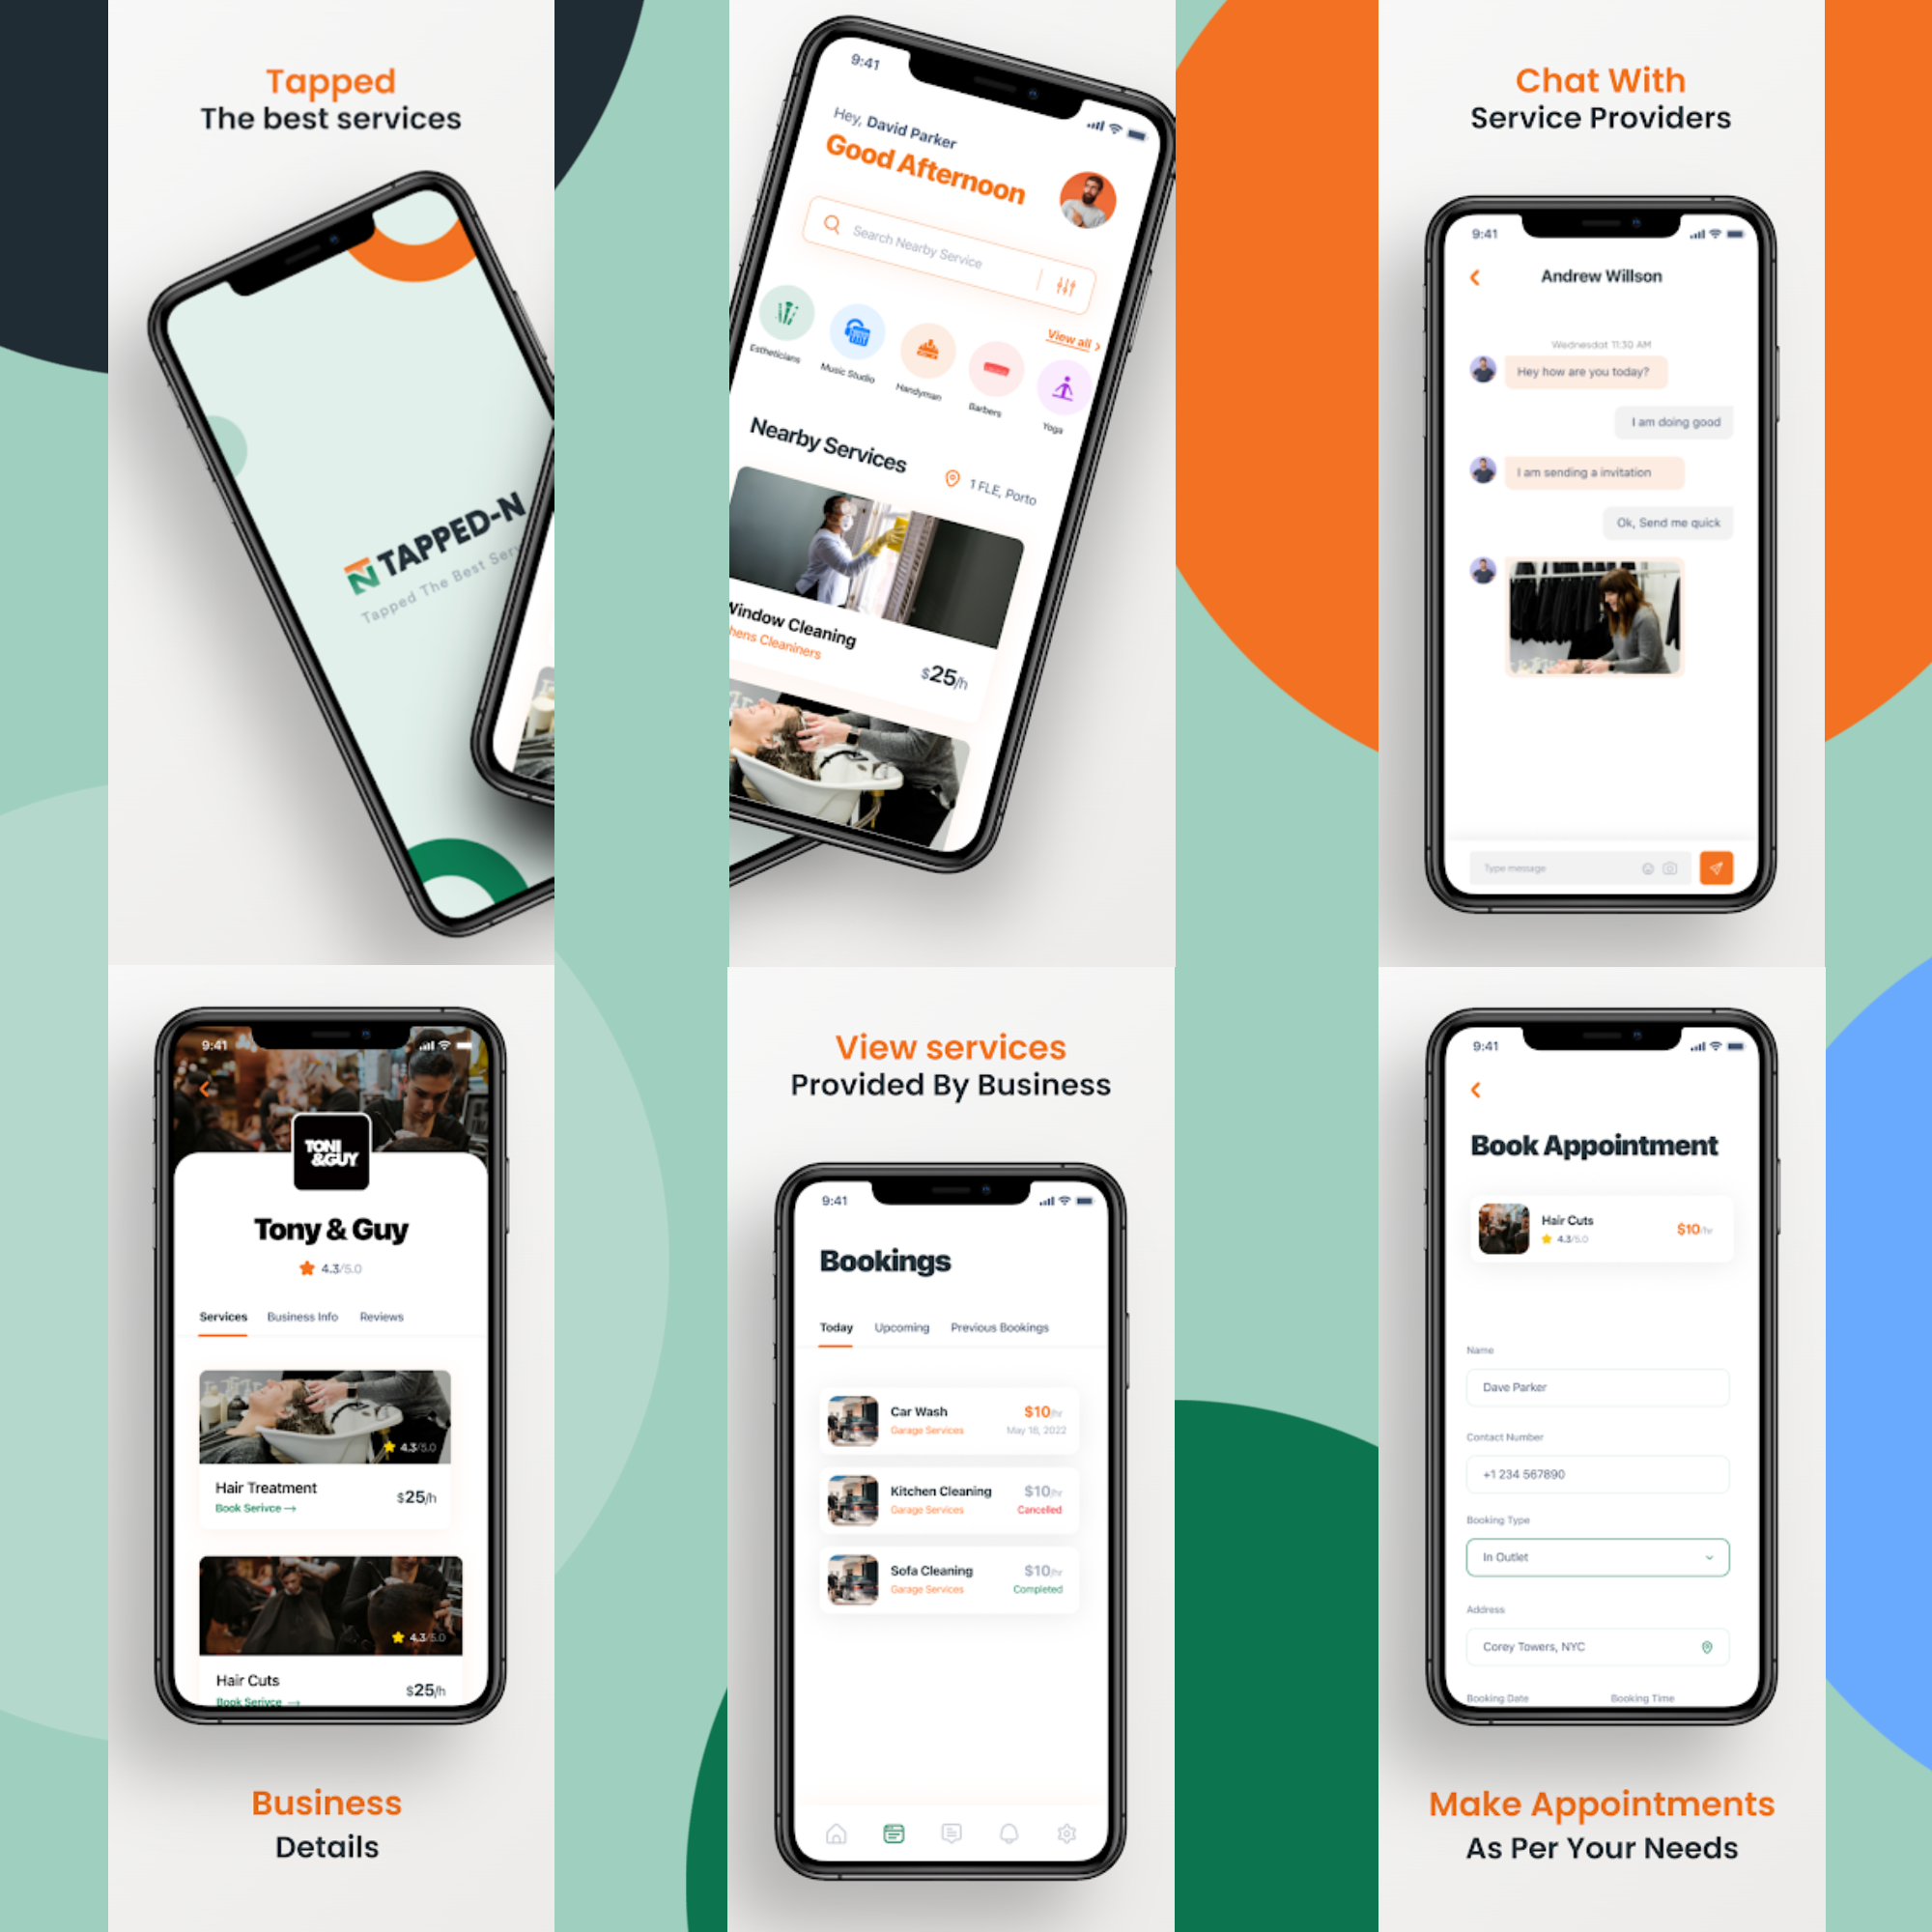 Tapped
The best services
TAPPED-N
Tapped The Best
9:41
Hey, David Parker
Good Afternoon
Search Nearby Service
View all >
Estheticians
Music Studio
Handyman
Barbers
Yoga
Nearby Services
1 FLE, Porto
Window Cleaning
Cleaniners
$25/h
Chat With
Service Providers
9:41
Andrew Willson
Wednesdat 11:30 AM
Hey how are you today?
I am doing good
I am sending a invitation
Ok, Send me quick
Type message
9:41
TONI
&GUY
Tony & Guy
4.3/5.0
Services Business Info Reviews
4.3/5.0
Hair Treatment
Book Serivce →
$25/h
4.3/5.0
Hair Cuts
Book Serivce →
$25/h
Business
Details
View services
Provided By Business
9:41
Bookings
Today Upcoming Previous Bookings
Car Wash $10/hr
Garage Services May 18, 2022
Kitchen Cleaning $10/hr
Garage Services Cancelled
Sofa Cleaning $10/hr
Garage Services Completed
9:41
Book Appointment
Hair Cuts
4.3/5.0
$10/hr
Name
Dave Parker
Contact Number
+1 234 567890
Booking Type
In Outlet
Address
Corey Towers, NYC
Booking Date Booking Time
Make Appointments
As Per Your Needs